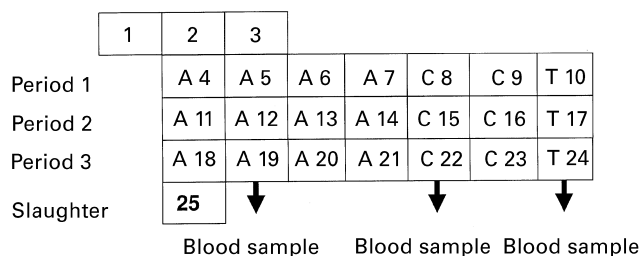 1 2 3
Period 1 A 4 A 5 A 6 A 7 C 8 C 9 T 10
Period 2 A 11 A 12 A 13 A 14 C 15 C 16 T 17
Period 3 A 18 A 19 A 20 A 21 C 22 C 23 T 24
Slaughter 25
Blood sample Blood sample Blood sample